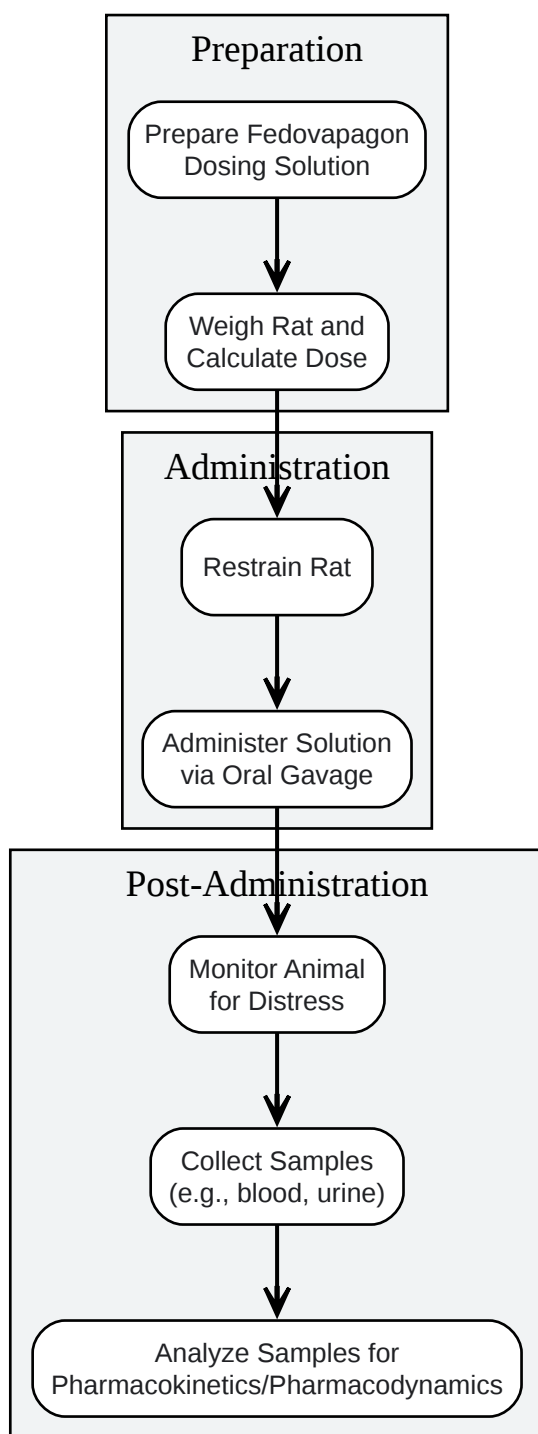 Preparation
Prepare Fedovapagon
Dosing Solution
Weigh Rat and
Calculate Dose
Administration
Restrain Rat
Administer Solution
via Oral Gavage
Post-Administration
Monitor Animal
for Distress
Collect Samples
(e.g., blood, urine)
Analyze Samples for
Pharmacokinetics/Pharmacodynamics